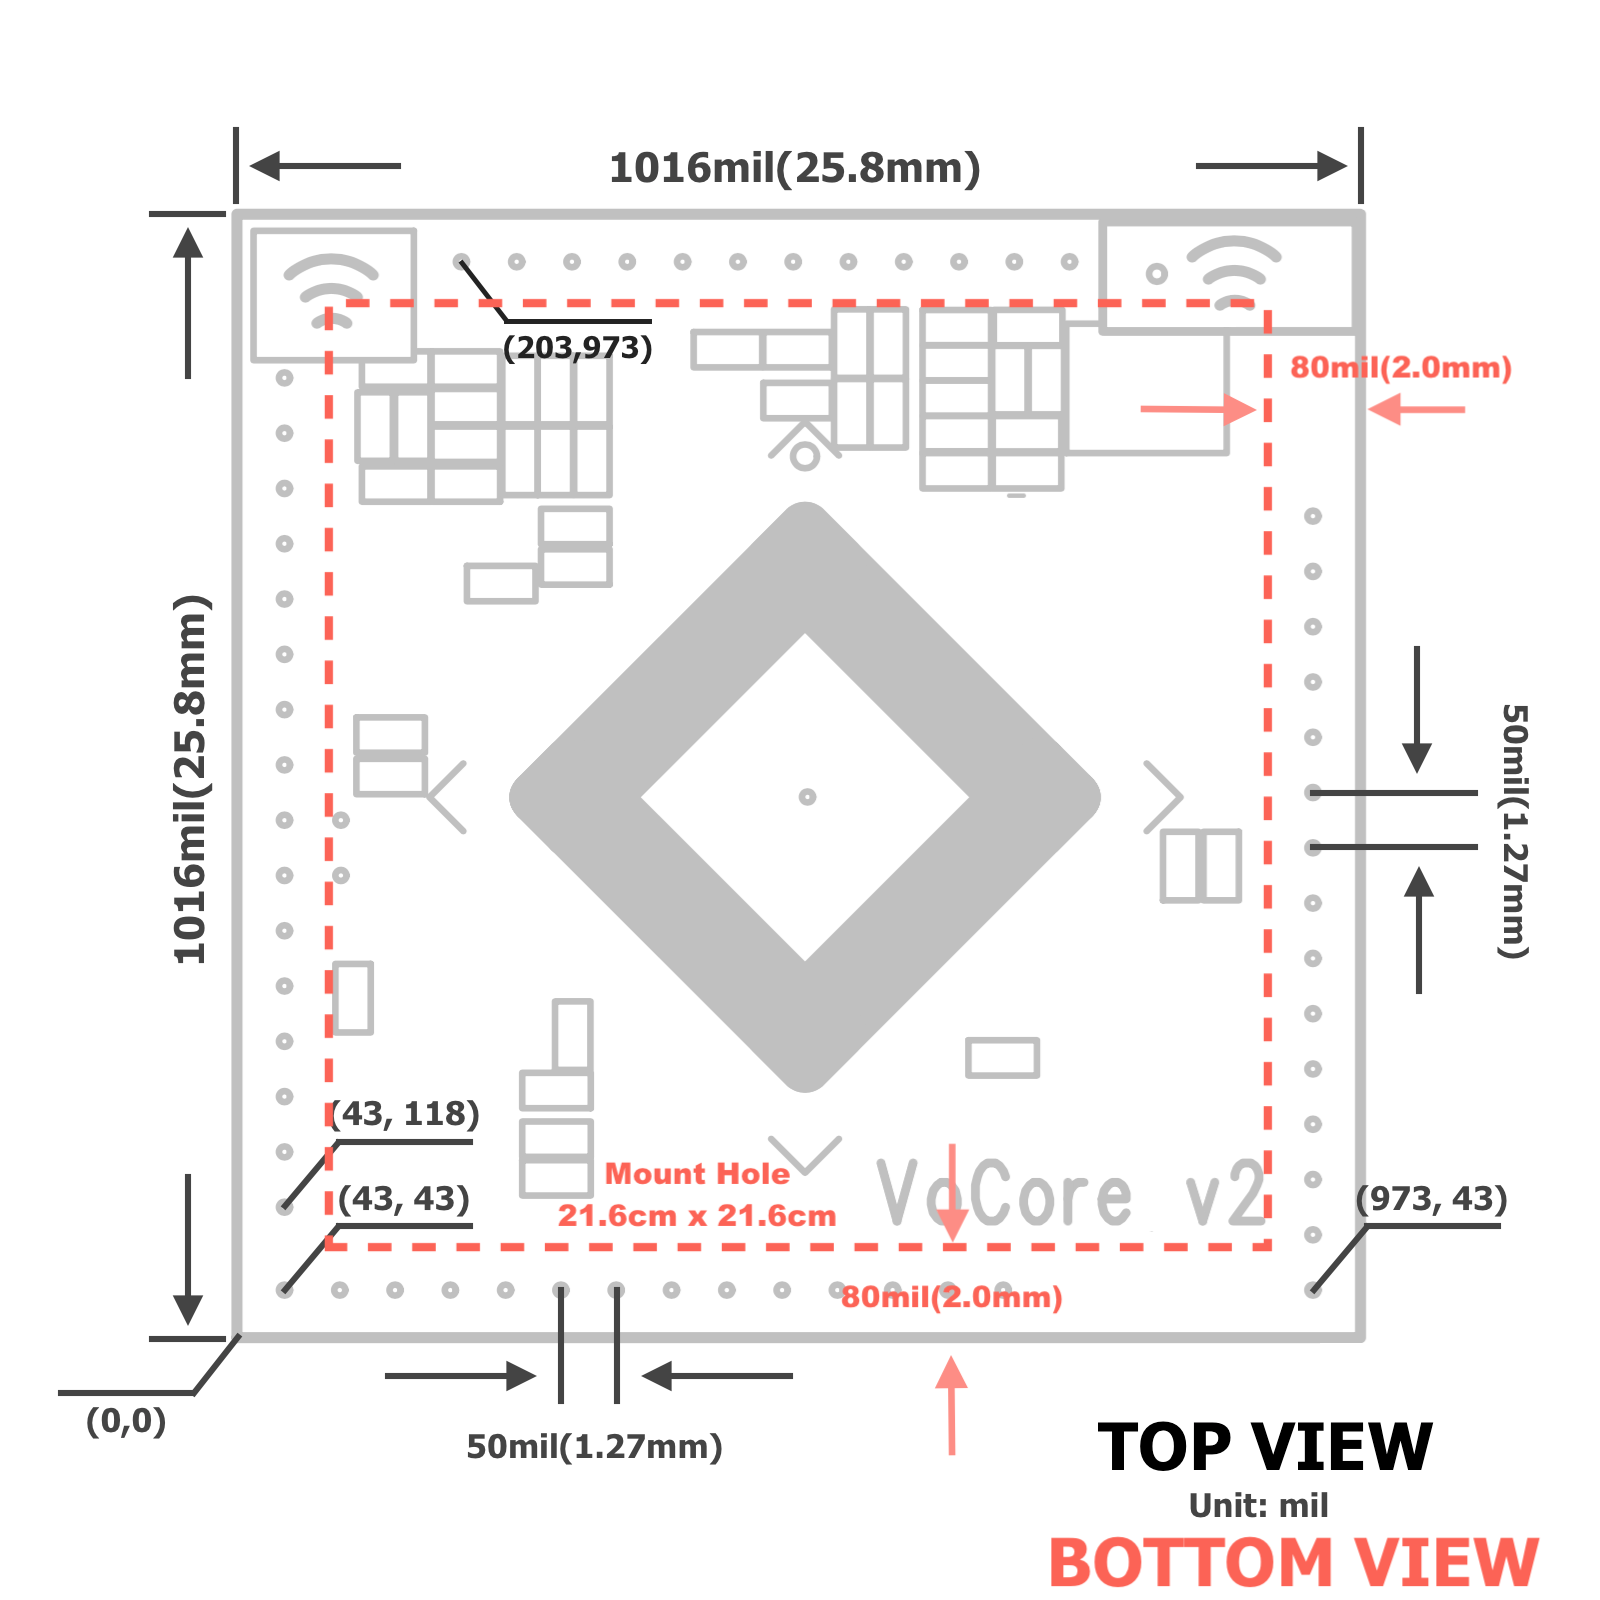 1016mil(25.8mm)
(203,973)
80mil(2.0mm)
1016mil(25.8mm)
50mil(1.27mm)
(43, 118)
(43, 43)
Mount Hole
21.6cm x 21.6cm
VoCore v2
(973, 43)
80mil(2.0mm)
(0,0)
50mil(1.27mm)
TOP VIEW
Unit: mil
BOTTOM VIEW